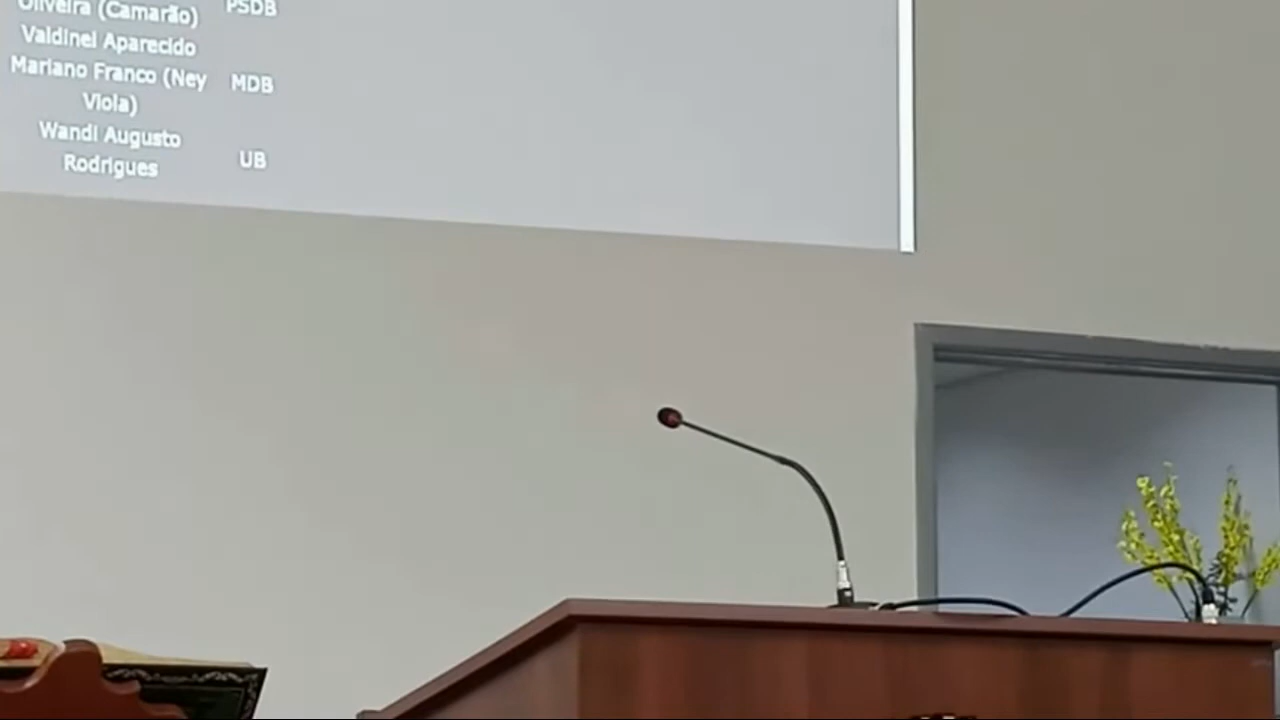 Oliveira (Camarão) PSDB
Valdinei Aparecido
Mariano Franco (Ney MDB
Viola)
Wandi Augusto
Rodrigues UB